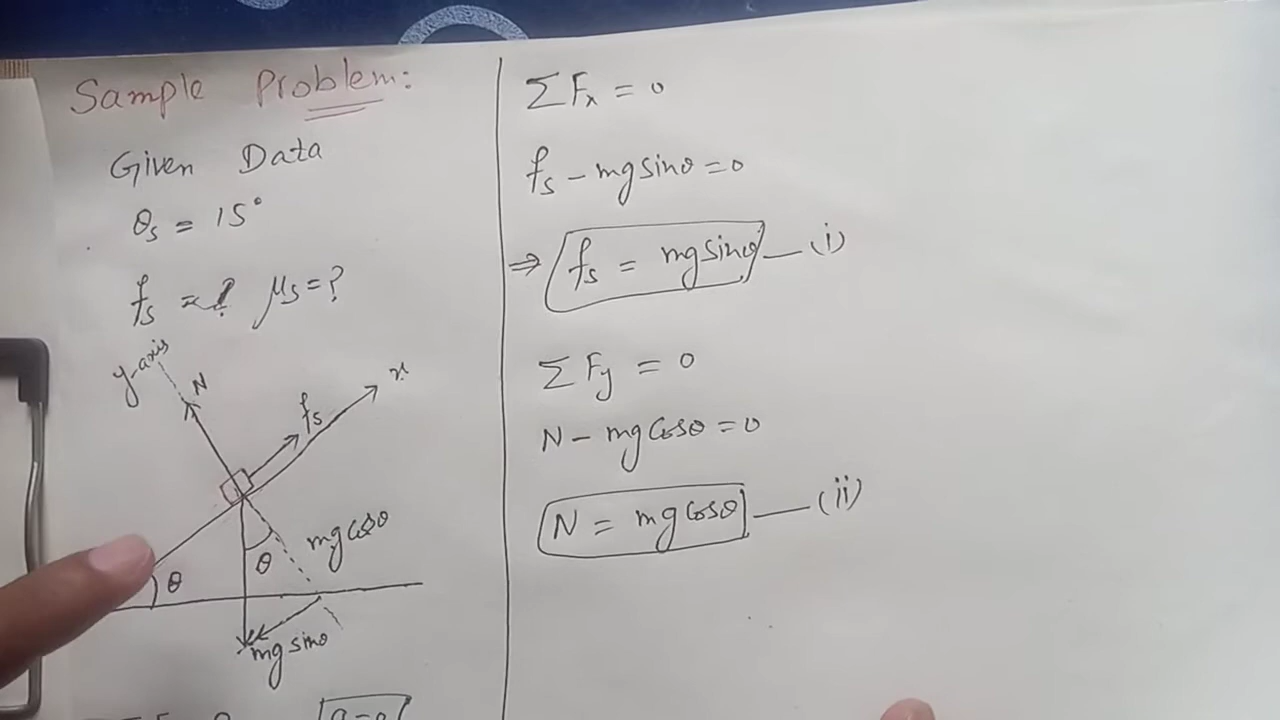 Sample Problem:
Given Data
θs = 15°
fs = ? μs = ?
y-axis
N
fs
x
mg cosθ
θ
θ
mg sinθ
a = 0
ΣFx = 0
fs - mg sinθ = 0
⇒ fs = mg sinθ — (i)
ΣFy = 0
N - mg cosθ = 0
N = mg cosθ — (ii)